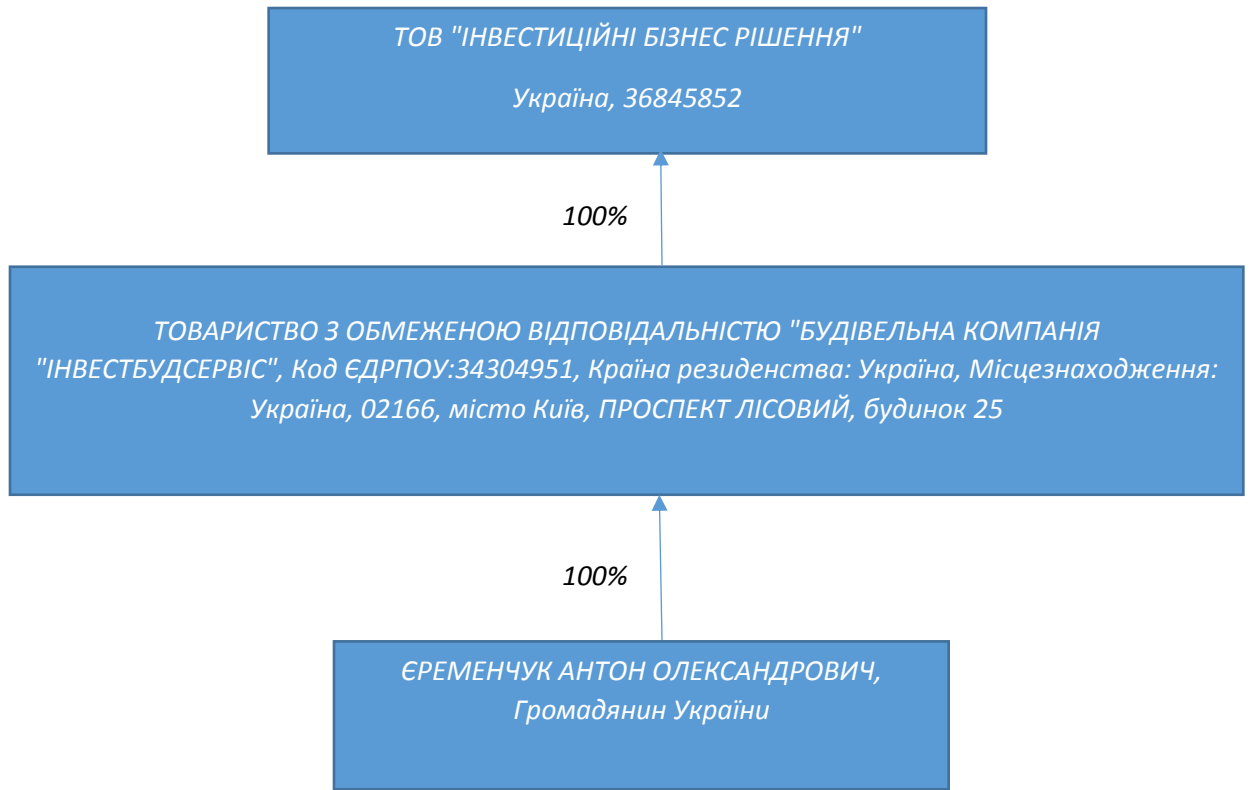 ТОВ "ІНВЕСТИЦІЙНІ БІЗНЕС РІШЕННЯ"
Україна, 36845852
100%
ТОВАРИСТВО З ОБМЕЖЕНОЮ ВІДПОВІДАЛЬНІСТЮ "БУДІВЕЛЬНА КОМПАНІЯ
"ІНВЕСТБУДСЕРВІС", Код ЄДРПОУ:34304951, Країна резиденства: Україна, Місцезнаходження:
Україна, 02166, місто Київ, ПРОСПЕКТ ЛІСОВИЙ, будинок 25
100%
ЄРЕМЕНЧУК АНТОН ОЛЕКСАНДРОВИЧ,
Громадянин України